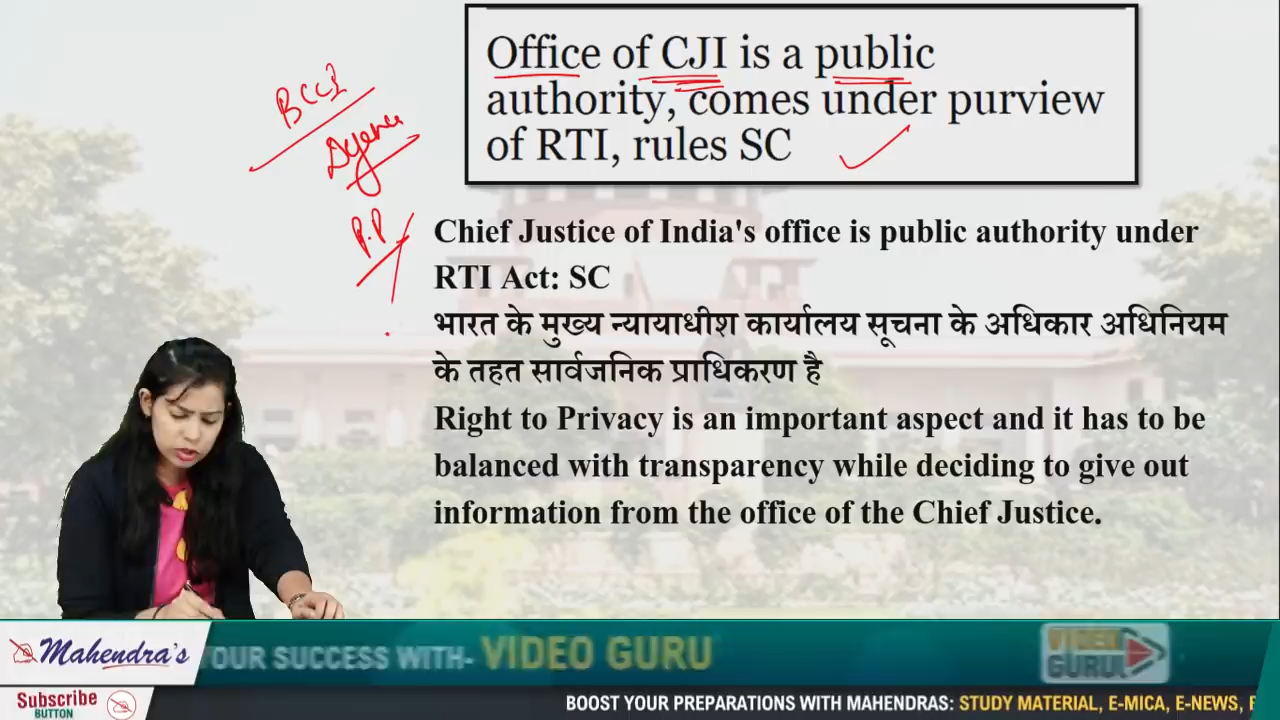 Office of CJI is a public
authority, comes under purview
of RTI, rules SC
BCCI
P.P
Chief Justice of India's office is public authority under
RTI Act: SC
भारत के मुख्य न्यायाधीश कार्यालय सूचना के अधिकार अधिनियम
के तहत सार्वजनिक प्राधिकरण है
Right to Privacy is an important aspect and it has to be
balanced with transparency while deciding to give out
information from the office of the Chief Justice.
Mahendra's
YOUR SUCCESS WITH- VIDEO GURU
VIDEO
GURU!
Subscribe
BUTTON
BOOST YOUR PREPARATIONS WITH MAHENDRAS: STUDY MATERIAL, E-MICA, E-NEWS,